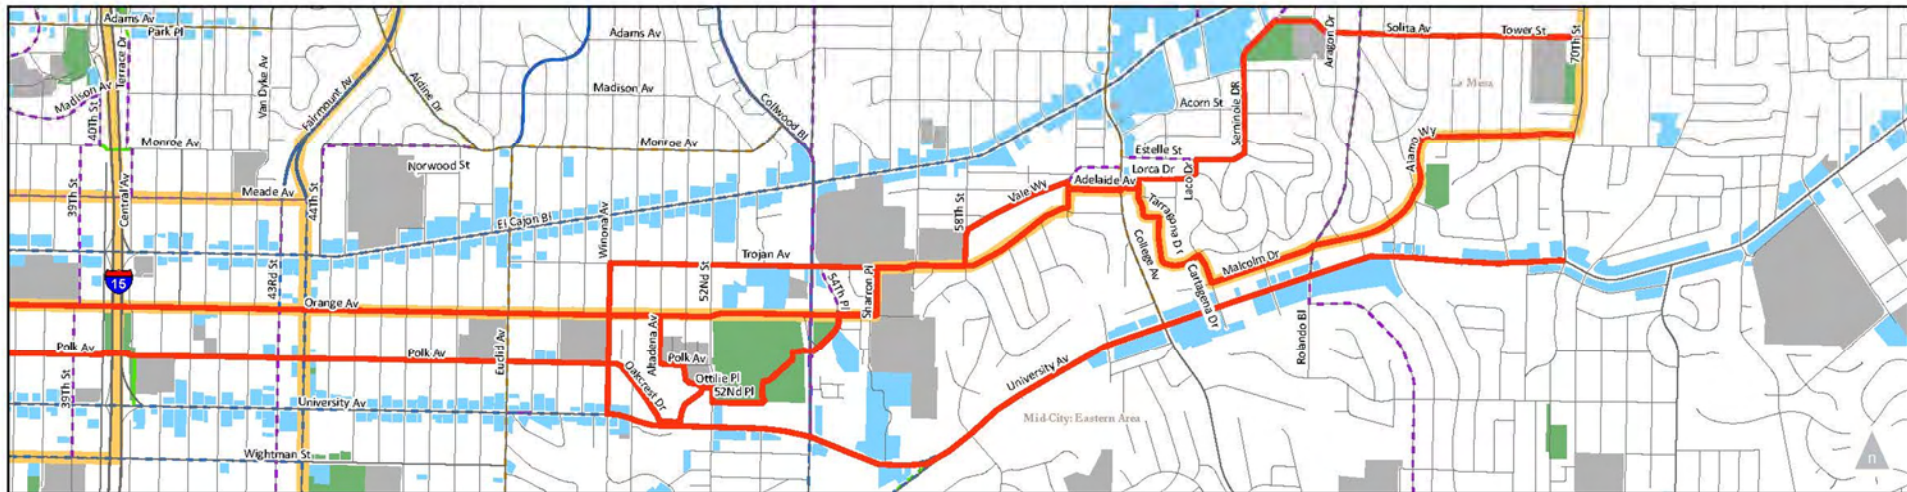 Adams Av
Park Pl
Terrace Dr
Madison Av
40Th St
Van Dyke Av
Fairmount Av
Aldine Dr
Adams Av
Madison Av
Collwood Bl
Monroe Av
Monroe Av
Norwood St
39Th St
Central Av
Meade Av
44Th St
43Rd St
El Cajon Bl
Winona Av
Trojan Av
52Nd St
54Th Pl
Sharron Pl
58Th St
Vale Wy
Adelaide Av
Estelle St
Lorca Dr
Laco Dr
Acorn St
Seminole DR
Aragon Dr
Solita Av
Tower St
70Th St
La Mesa
Alamo Wy
Tarragona Dr
College Av
Cartagena Dr
Malcolm Dr
Rolando Bl
15
Orange Av
Polk Av
Polk Av
Euclid Av
Altadena Av
Polk Av
Ottilie Pl
52Nd Pl
Oakcrest Dr
39Th St
University Av
University Av
Mid-City: Eastern Area
Wightman St
n